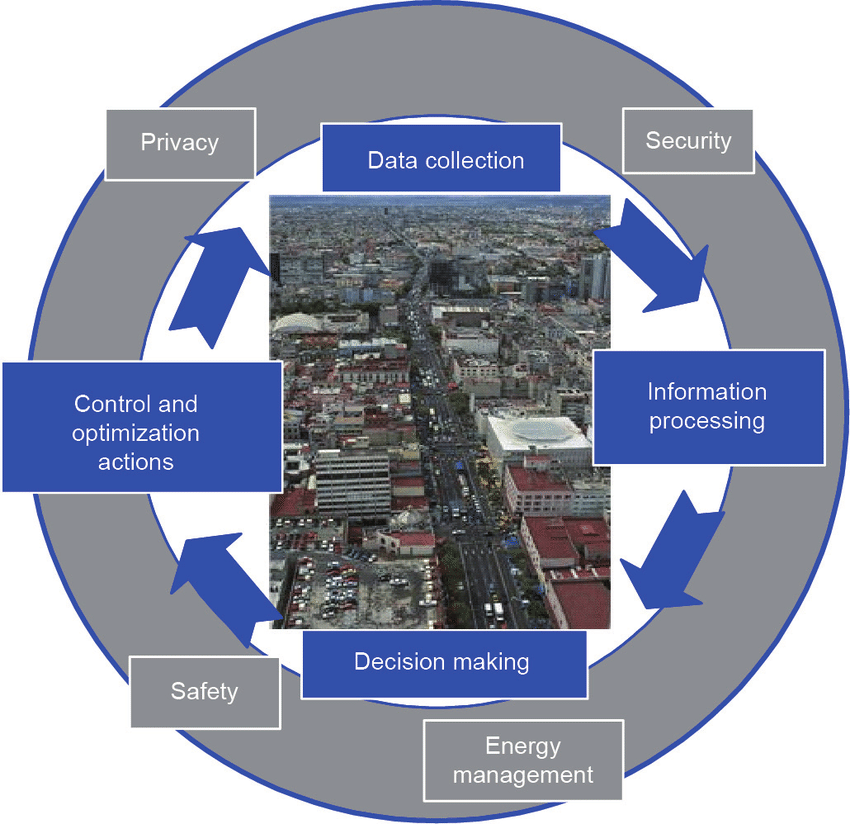 Privacy
Data collection
Security
Control and
optimization
actions
Information
processing
Decision making
Safety
Energy
management